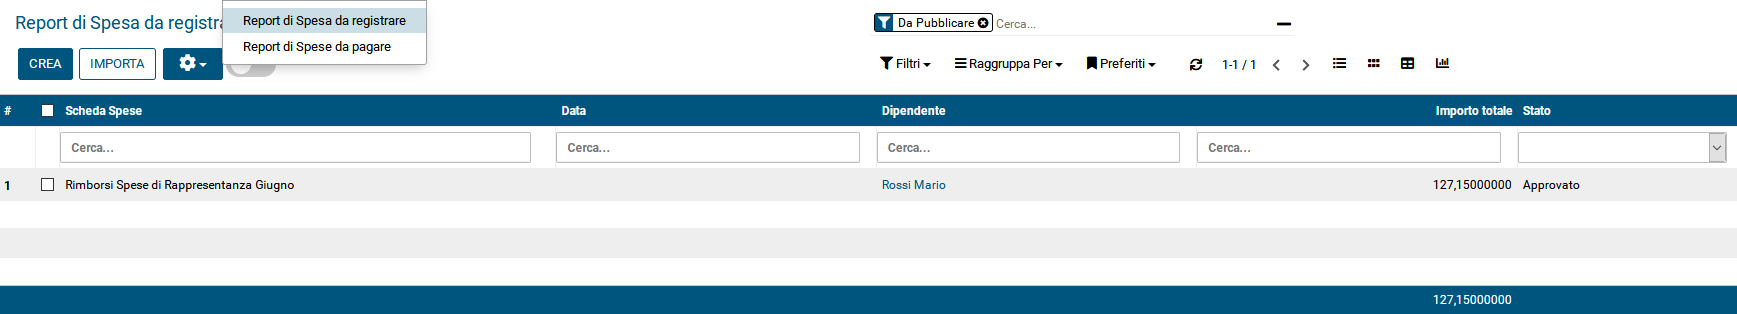 Report di Spesa da registra
Report di Spesa da registrare
Report di Spese da pagare
Da Pubblicare Cerca...
CREA IMPORTA
Filtri Raggruppa Per Preferiti 1-1 / 1
# Scheda Spese Data Dipendente Importo totale Stato
Cerca... Cerca... Cerca... Cerca...
1 Rimborsi Spese di Rappresentanza Giugno Rossi Mario 127,15000000 Approvato
127,15000000